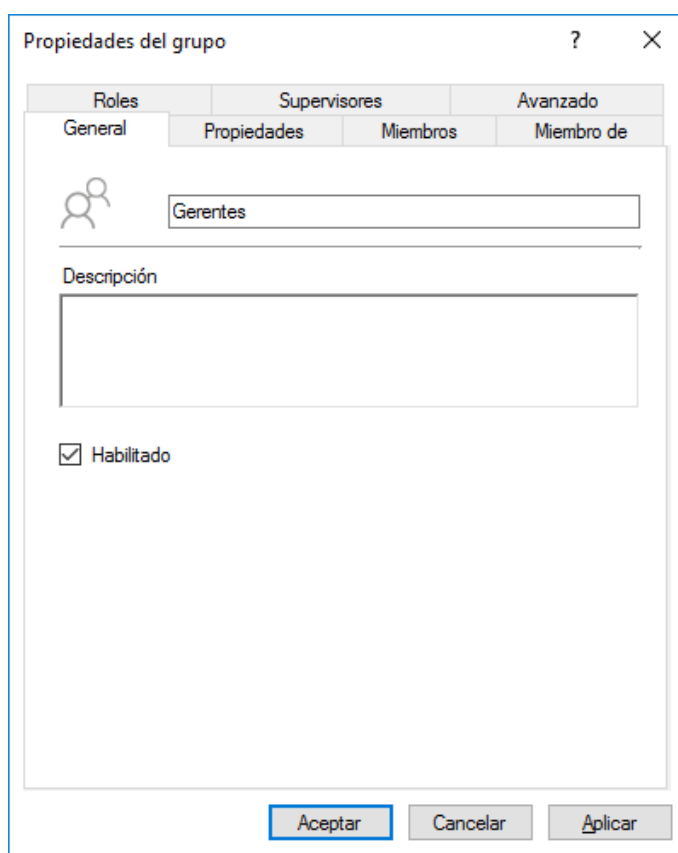 Propiedades del grupo ?
Roles Supervisores Avanzado
General Propiedades Miembros Miembro de
Gerentes
Descripción
Habilitado
Aceptar Cancelar Aplicar